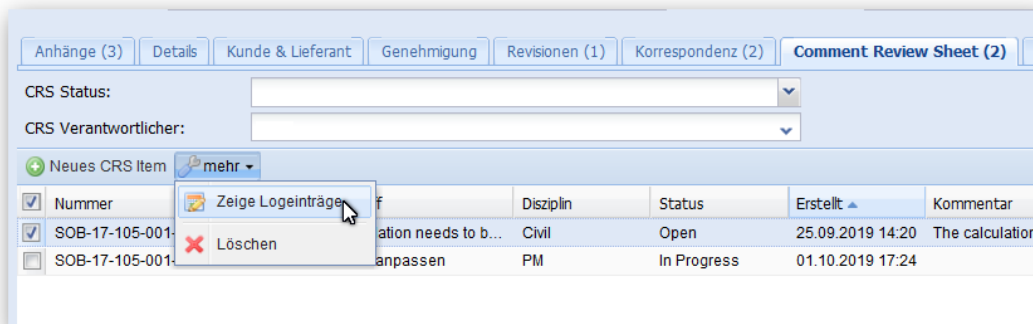 Anhänge (3) Details Kunde & Lieferant Genehmigung Revisionen (1) Korrespondenz (2) Comment Review Sheet (2)
CRS Status:
CRS Verantwortlicher:
Neues CRS Item mehr
Nummer Disziplin Status Erstellt Kommentar
Zeige Logeinträge
SOB-17-105-001- needs to b... Civil Open 25.09.2019 14:20 The calculation
Löschen
SOB-17-105-001- anpassen PM In Progress 01.10.2019 17:24